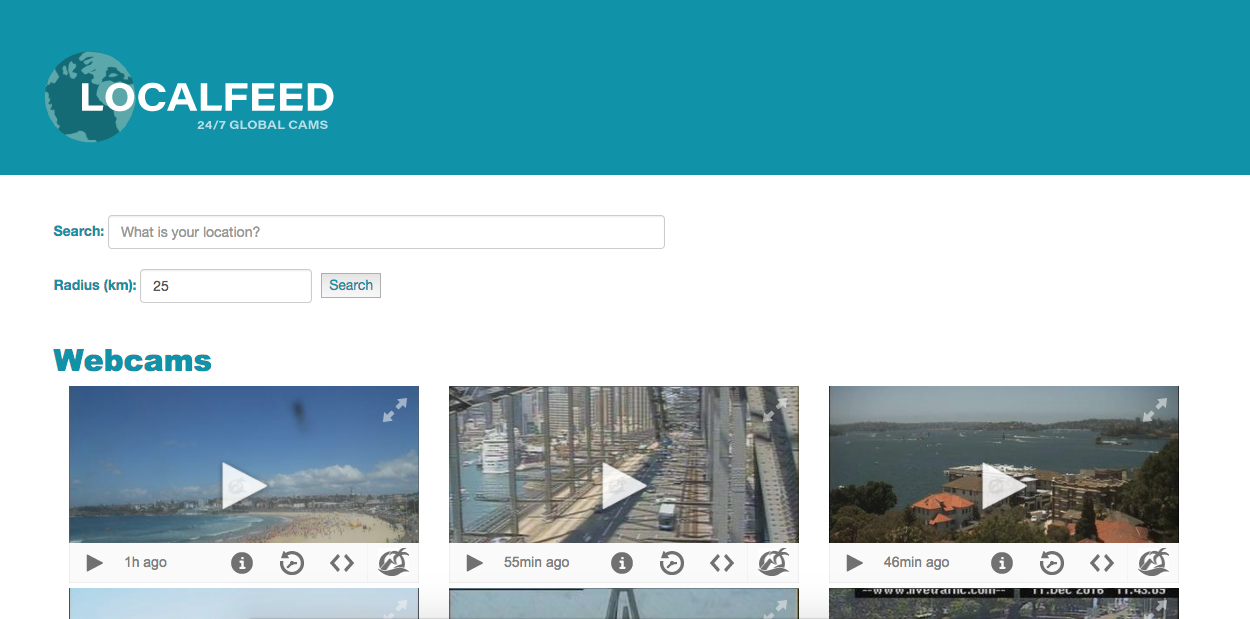 LOCALFEED
24/7 GLOBAL CAMS
Search: What is your location?
Radius (km): 25 Search
Webcams
1h ago 55min ago 46min ago
--www.livetraffic.com-- 11.Dec 2016 11:43:09